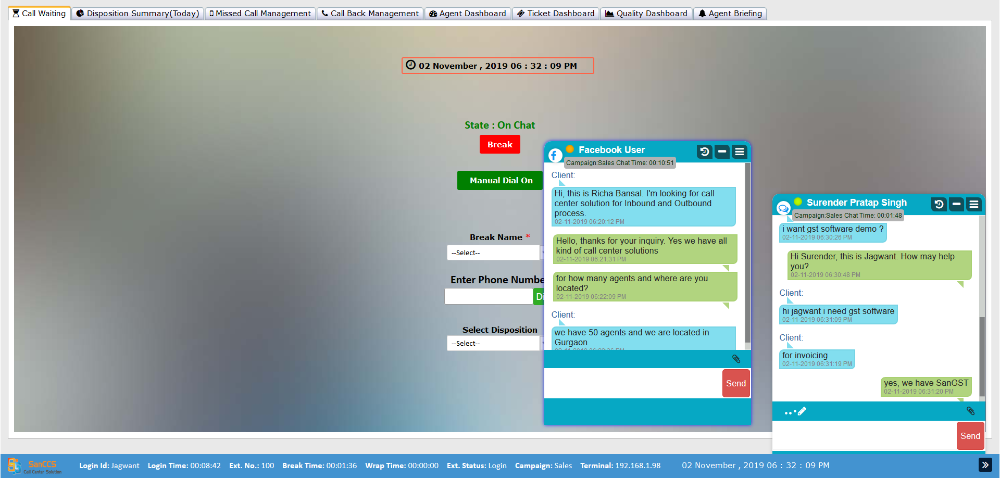 Call Waiting
Disposition Summary(Today)
Missed Call Management
Call Back Management
Agent Dashboard
Ticket Dashboard
Quality Dashboard
Agent Briefing
02 November , 2019 06 : 32 : 09 PM
State : On Chat
Break
Manual Dial On
Break Name *
--Select--
Enter Phone Numbe
Di
Select Disposition
--Select--
Facebook User
Campaign:Sales Chat Time: 00:10:51
Client:
Hi, this is Richa Bansal. I'm looking for call
center solution for Inbound and Outbound
process.
02-11-2019 06:20:12 PM
Hello, thanks for your inquiry. Yes we have all
kind of call center solutions
02-11-2019 06:21:31 PM
for how many agents and where are you
located?
02-11-2019 06:22:09 PM
Client:
we have 50 agents and we are located in
Gurgaon
Send
Surender Pratap Singh
Campaign:Sales Chat Time: 00:01:48
i want gst software demo ?
02-11-2019 06:30:26 PM
Hi Surender, this is Jagwant. How may help
you?
02-11-2019 06:30:48 PM
Client:
hi jagwant i need gst software
02-11-2019 06:31:09 PM
Client:
for invoicing
02-11-2019 06:31:19 PM
yes, we have SanGST
02-11-2019 06:31:20 PM
Send
SanCCS
Call Center Solution
Login Id: Jagwant Login Time: 00:08:42 Ext. No.: 100 Break Time: 00:01:36 Wrap Time: 00:00:00 Ext. Status: Login Campaign: Sales Terminal: 192.168.1.98 02 November , 2019 06 : 32 : 09 PM